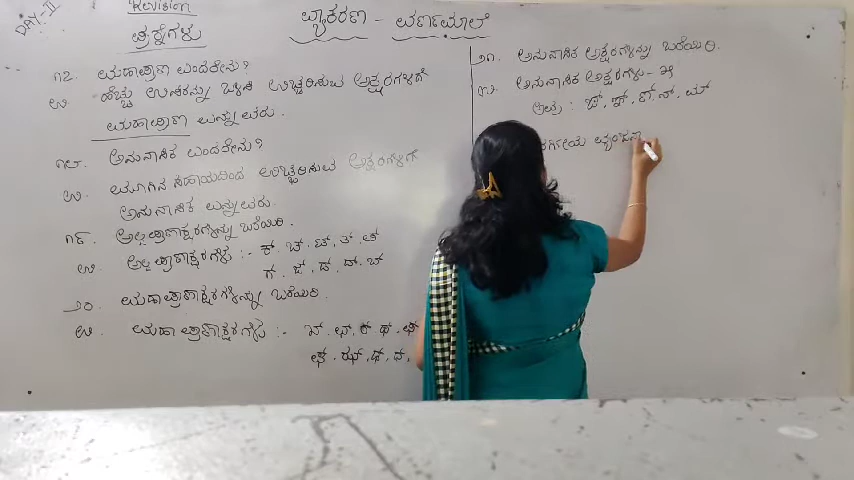 DAY-II
Revision
ವ್ಯಾಕರಣ - ವರ್ಣಮಾಲೆ
ಪ್ರಶ್ನೆಗಳು
೧೭. ಮಹಾಪ್ರಾಣ ಎಂದರೇನು?
ಉ. ಹೆಚ್ಚು ಉಸಿರನ್ನು ಬಳಸಿ ಉಚ್ಚರಿಸುವ ಅಕ್ಷರಗಳಿಗೆ
ಮಹಾಪ್ರಾಣ ಎನ್ನುವರು.
೧೮. ಅನುನಾಸಿಕ ಎಂದರೇನು?
ಉ. ಮೂಗಿನ ಸಹಾಯದಿಂದ ಉಚ್ಚರಿಸುವ ಅಕ್ಷರಗಳಿಗೆ
ಅನುನಾಸಿಕ ಎನ್ನುವರು.
೧೯. ಅಲ್ಪಪ್ರಾಣಾಕ್ಷರಗಳನ್ನು ಬರೆಯಿರಿ.
ಉ. ಅಲ್ಪಪ್ರಾಣಾಕ್ಷರಗಳು :- ಕ್. ಚ್. ಟ್. ತ್. ಪ್
ಗ್. ಜ್. ಡ್. ದ್. ಬ್
೨೦. ಮಹಾಪ್ರಾಣಾಕ್ಷರಗಳನ್ನು ಬರೆಯಿರಿ.
ಉ. ಮಹಾಪ್ರಾಣಾಕ್ಷರಗಳು :- ಖ್. ಛ್. ಠ್. ಥ್. ಫ್
ಘ್. ಝ್. ಢ್. ಧ್.
೨೧. ಅನುನಾಸಿಕ ಅಕ್ಷರಗಳನ್ನು ಬರೆಯಿರಿ.
ಉ. ಅನುನಾಸಿಕ ಅಕ್ಷರಗಳು - ೫
ಅವು : ಙ್. ಞ್. ಣ್. ನ್. ಮ್